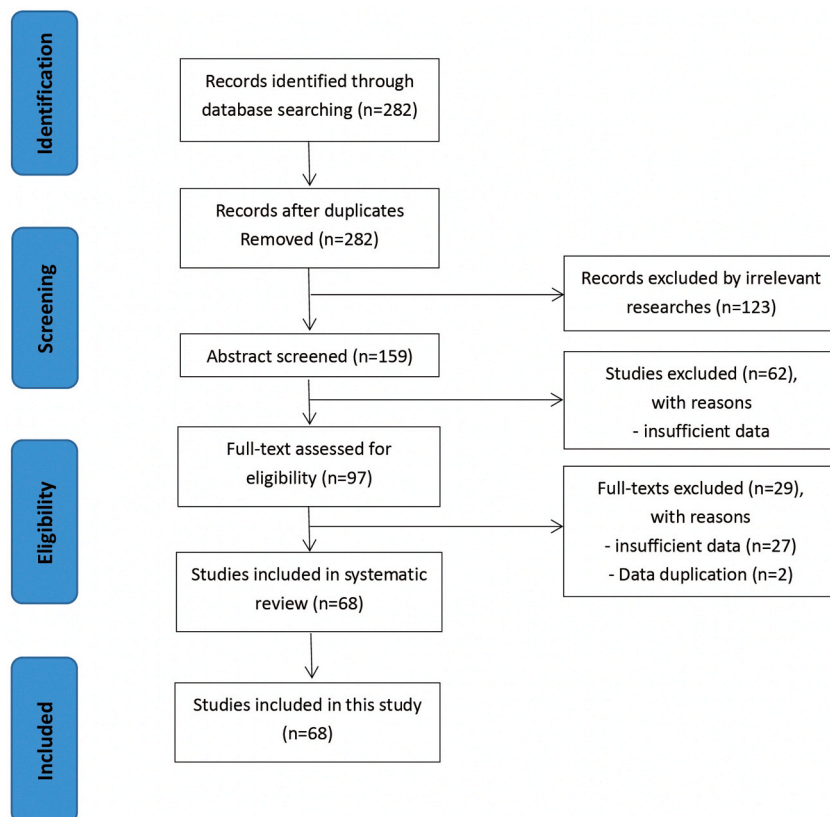 Identification
Records identified through
database searching (n=282)
Records after duplicates
Removed (n=282)
Screening
Records excluded by irrelevant
researches (n=123)
Abstract screened (n=159)
Studies excluded (n=62),
with reasons
- insufficient data
Eligibility
Full-text assessed for
eligibility (n=97)
Full-texts excluded (n=29),
with reasons
- insufficient data (n=27)
- Data duplication (n=2)
Studies included in systematic
review (n=68)
Included
Studies included in this study
(n=68)